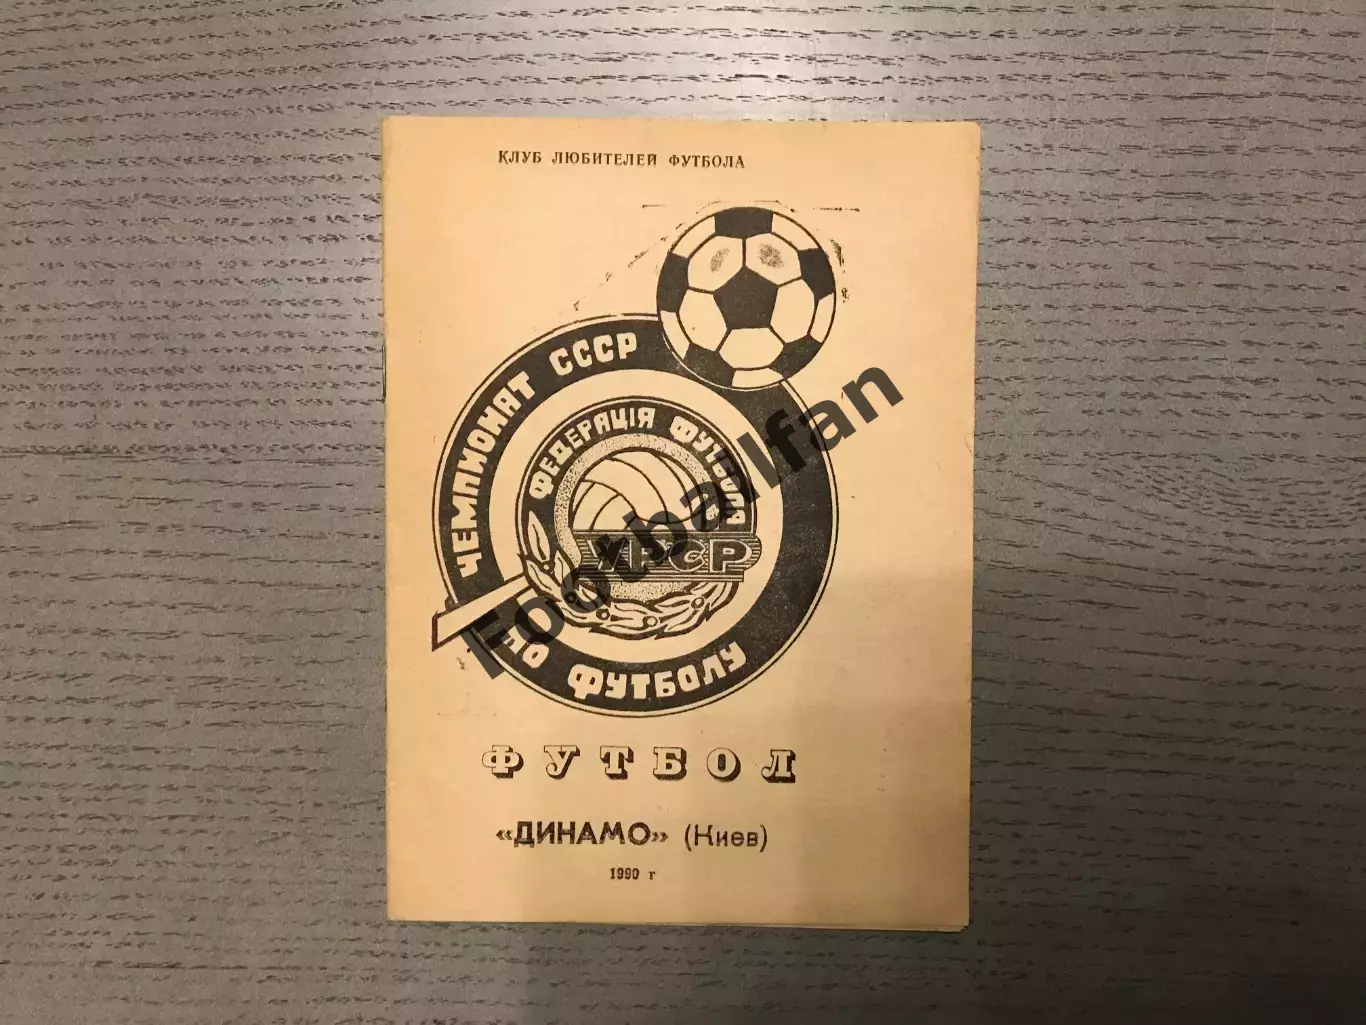 КЛУБ ЛЮБИТЕЛЕЙ ФУТБОЛА
ЧЕМПИОНАТ СССР
ПО ФУТБОЛУ
ФЕДЕРАЦІЯ ФУТБОЛА
УРСР
Footballfan
ФУТБОЛ
«ДИНАМО» (Киев)
1990 г